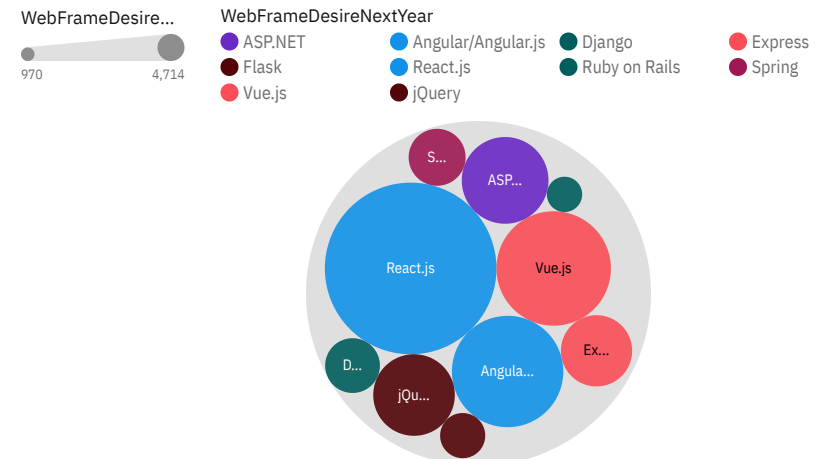 WebFrameDesire...
970 4,714
WebFrameDesireNextYear
ASP.NET Angular/Angular.js Django Express
Flask React.js Ruby on Rails Spring
Vue.js jQuery
S...
ASP...
React.js
Vue.js
Ex...
D...
Angula...
jQu...